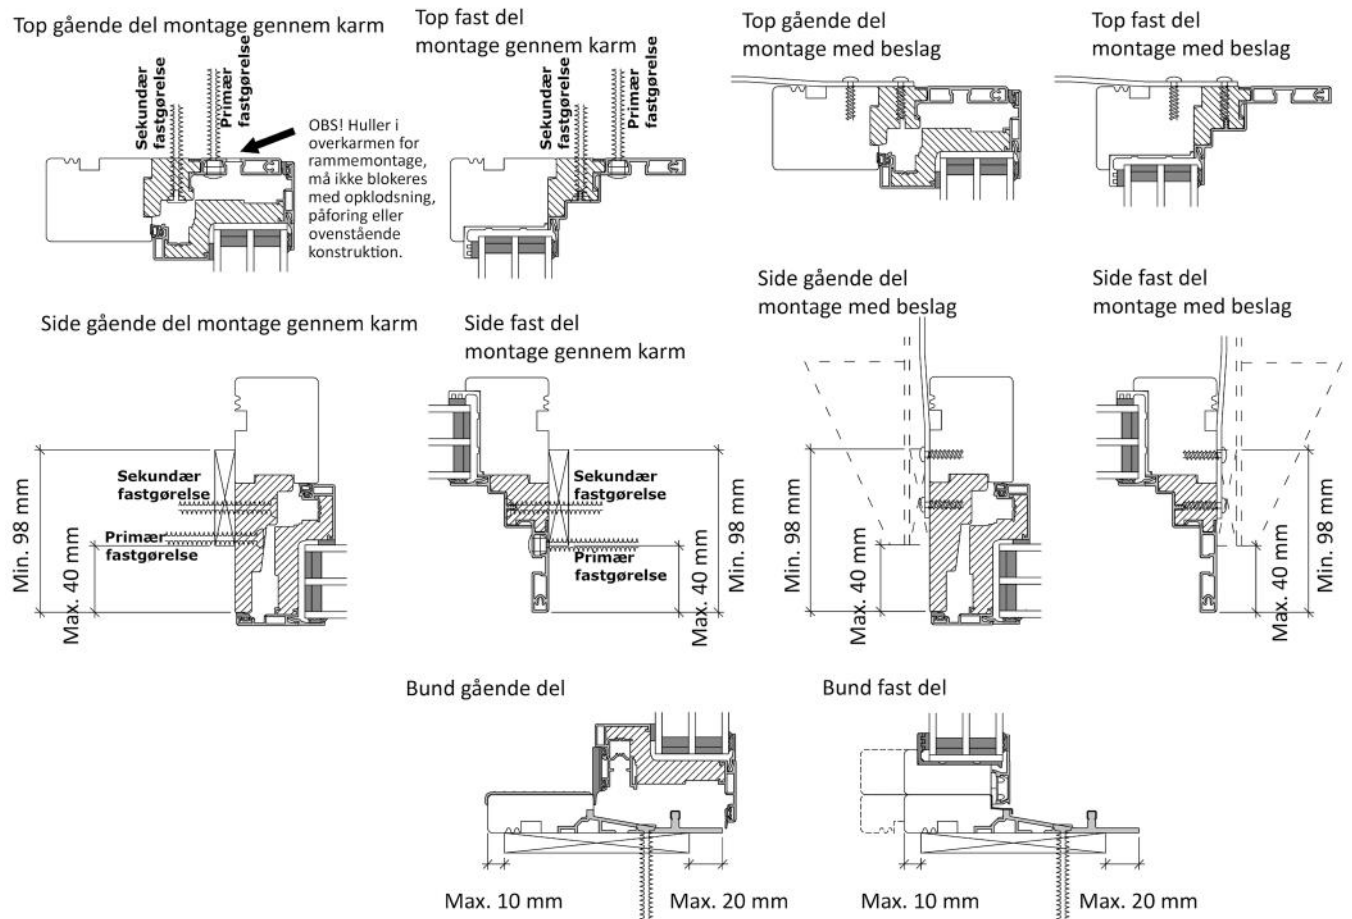 Top gående del montage gennem karm
Sekundær
fastgørelse
Primær
fastgørelse
OBS! Huller i
overkarmen for
rammemontage,
må ikke blokeres
med opklodsning,
påforing eller
ovenstående
konstruktion.
Top fast del
montage gennem karm
Sekundær
fastgørelse
Primær
fastgørelse
Top gående del
montage med beslag
Top fast del
montage med beslag
Side gående del montage gennem karm
Min. 98 mm
Max. 40 mm
Sekundær
fastgørelse
Primær
fastgørelse
Side fast del
montage gennem karm
Sekundær
fastgørelse
Primær
fastgørelse
Max. 40 mm
Min. 98 mm
Side gående del
montage med beslag
Min. 98 mm
Max. 40 mm
Side fast del
montage med beslag
Max. 40 mm
Min. 98 mm
Bund gående del
Max. 10 mm
Max. 20 mm
Bund fast del
Max. 10 mm
Max. 20 mm